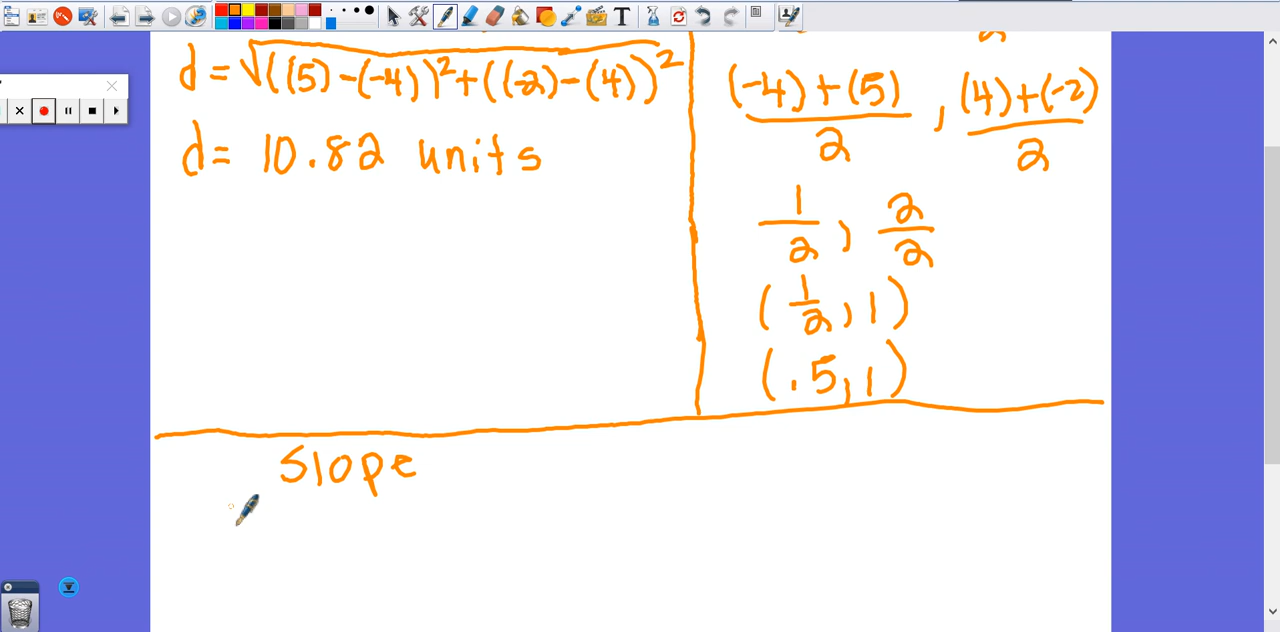 d = √((5) - (-4))² + ((-2) - (4))²
d = 10.82 units
(-4) + (5) / 2 , (4) + (-2) / 2
1/2 , 2/2
(1/2, 1)
(.5, 1)
Slope